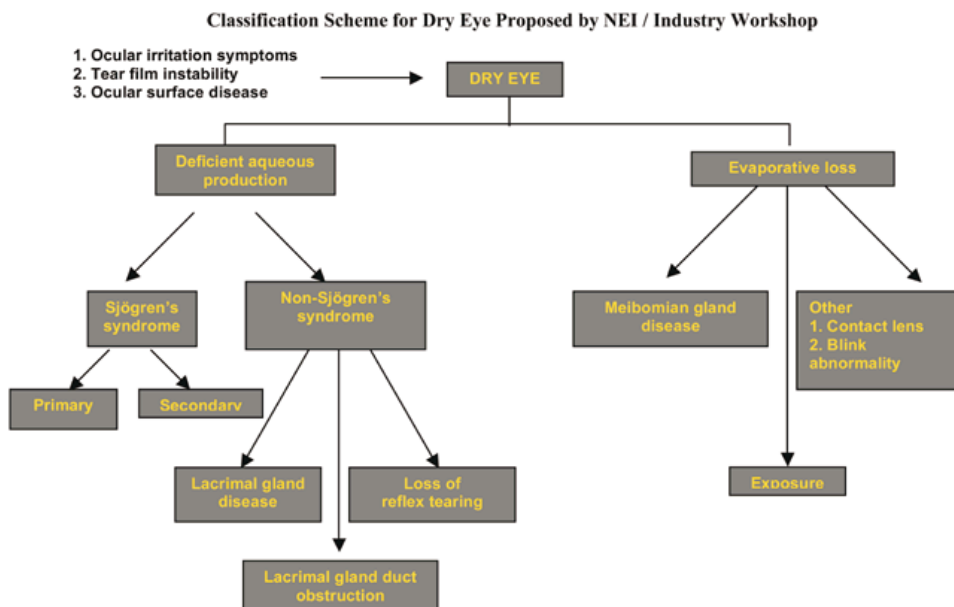 Classification Scheme for Dry Eye Proposed by NEI / Industry Workshop
1. Ocular irritation symptoms
2. Tear film instability
3. Ocular surface disease
DRY EYE
Deficient aqueous
production
Evaporative loss
Sjögren's
syndrome
Non-Sjögren's
syndrome
Meibomian gland
disease
Other
1. Contact lens
2. Blink
abnormality
Primary
Secondary
Lacrimal gland
disease
Loss of
reflex tearing
Exposure
Lacrimal gland duct
obstruction